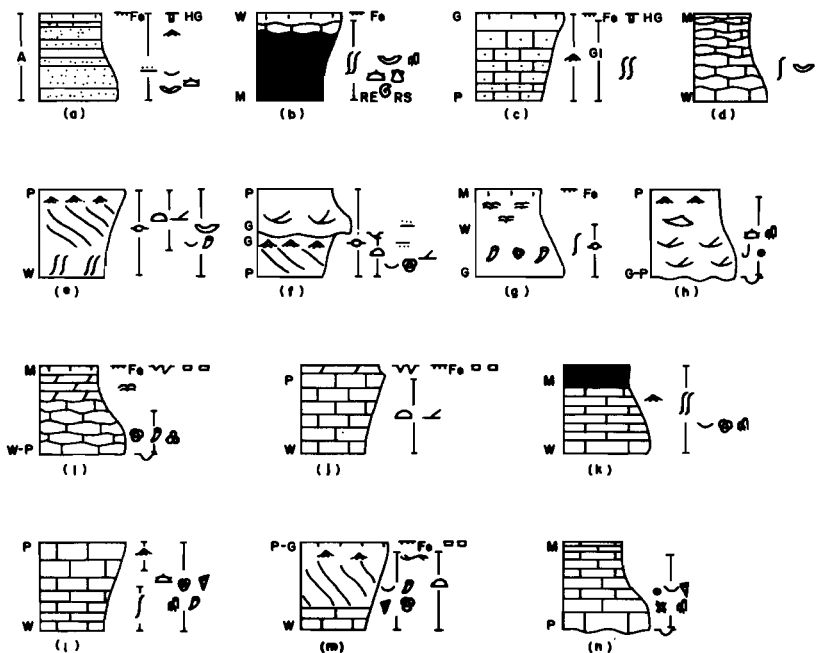 Fe HG
A
(a)
W Fe
M RE RS
(b)
G Fe HG
GI
P
(c)
M
W
(d)
P
W
(e)
P
G
G
P
(f)
M Fe
W
G
(g)
P
G-P
(h)
M Fe
W-P
(i)
P Fe
W
(j)
M
W
(k)
P
W
(l)
P-G Fe
W
(m)
M
P
(n)